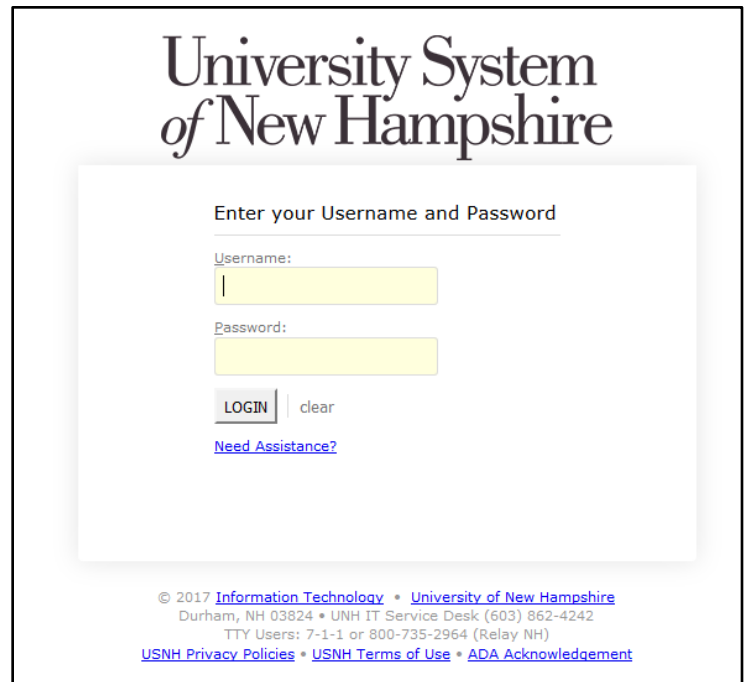 University System
of New Hampshire
Enter your Username and Password
Username:
Password:
LOGIN clear
Need Assistance?
© 2017 Information Technology • University of New Hampshire
Durham, NH 03824 • UNH IT Service Desk (603) 862-4242
TTY Users: 7-1-1 or 800-735-2964 (Relay NH)
USNH Privacy Policies • USNH Terms of Use • ADA Acknowledgement